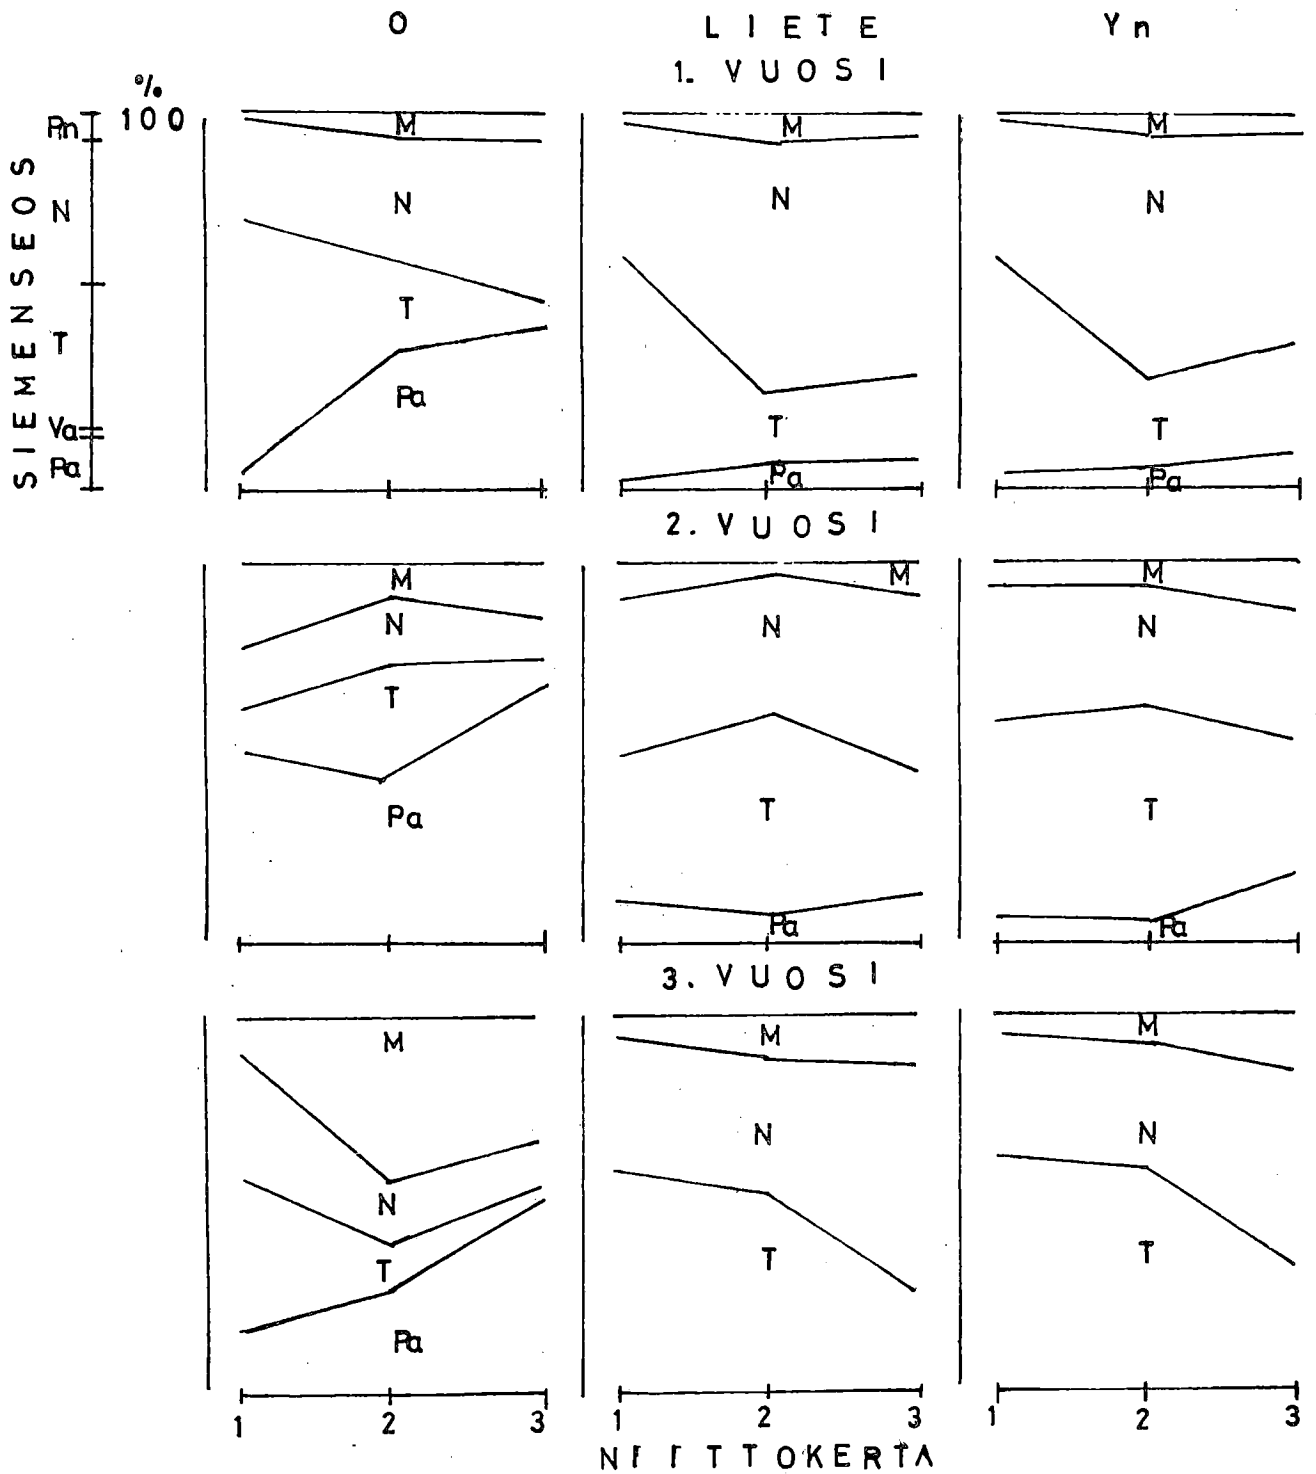 O LIETE Yn
1. VUOSI
%
100
SIEMENSEOS
Rn
N
T
Va
Pa
M M M
N N N
T
Pa
T T
Pa Pa
2. VUOSI
M M M
N N N
T
Pa T T
Pa Pa
3. VUOSI
M M M
N N
N
T T T
Pa
1 2 3 1 2 3 1 2 3
NIITTOKERTA